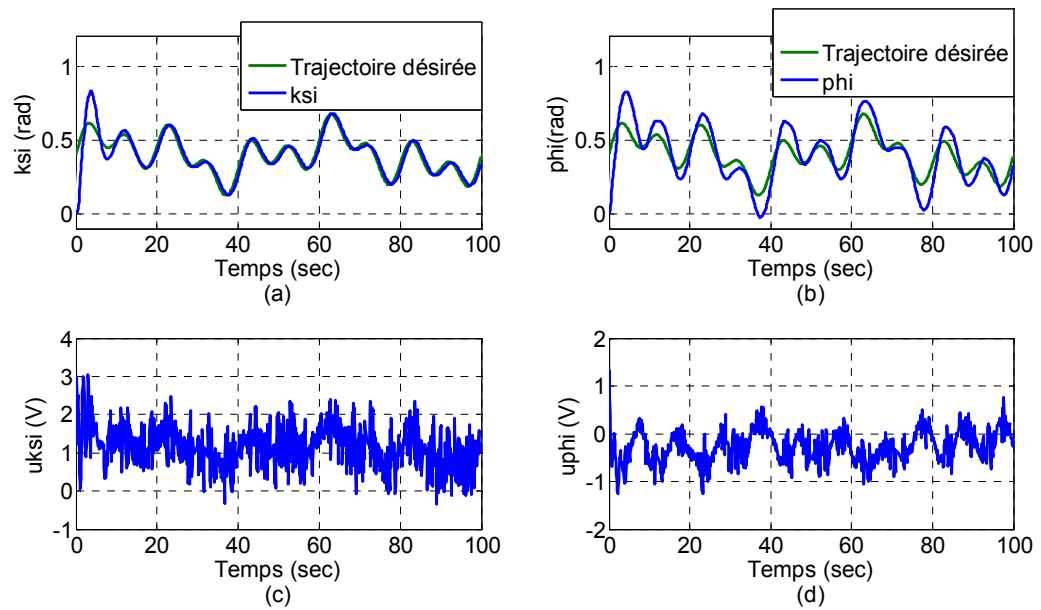 Trajectoire désirée
ksi
ksi (rad)
1
0.5
0
0 20 40 60 80 100
Temps (sec)
(a)
Trajectoire désirée
phi
phi(rad)
1
0.5
0
0 20 40 60 80 100
Temps (sec)
(b)
uksi (V)
4
3
2
1
0
-1
0 20 40 60 80 100
Temps (sec)
(c)
uphi (V)
2
1
0
-1
-2
0 20 40 60 80 100
Temps (sec)
(d)